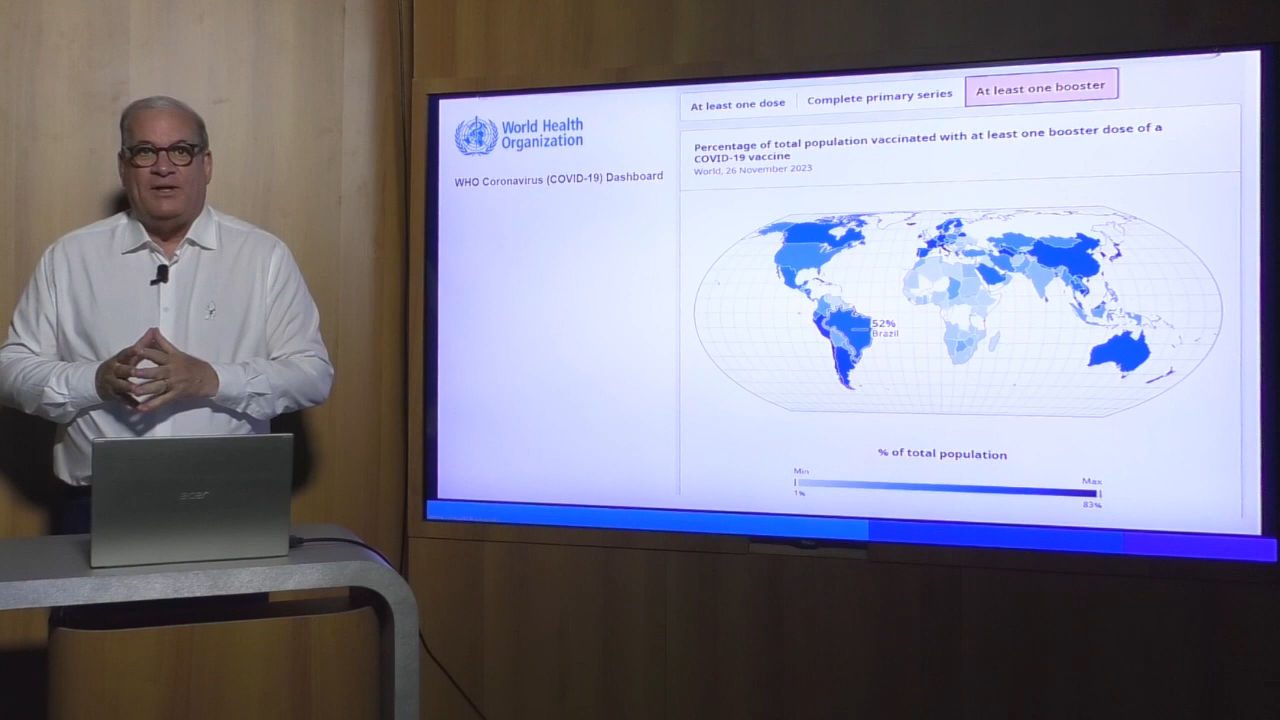 World Health
Organization
WHO Coronavirus (COVID-19) Dashboard
At least one dose
Complete primary series
At least one booster
Percentage of total population vaccinated with at least one booster dose of a
COVID-19 vaccine
World, 26 November 2023
52%
Brazil
% of total population
Min
Max
1%
83%
acer